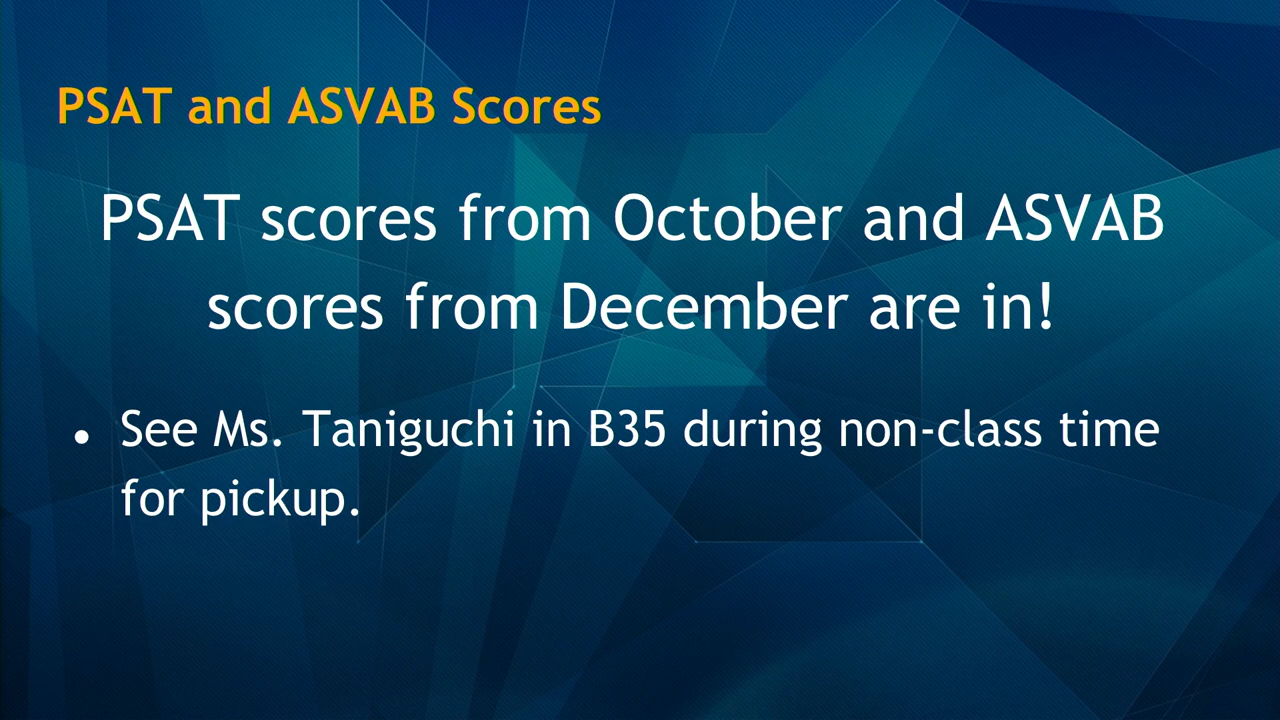 PSAT and ASVAB Scores
PSAT scores from October and ASVAB
scores from December are in!
• See Ms. Taniguchi in B35 during non-class time
for pickup.